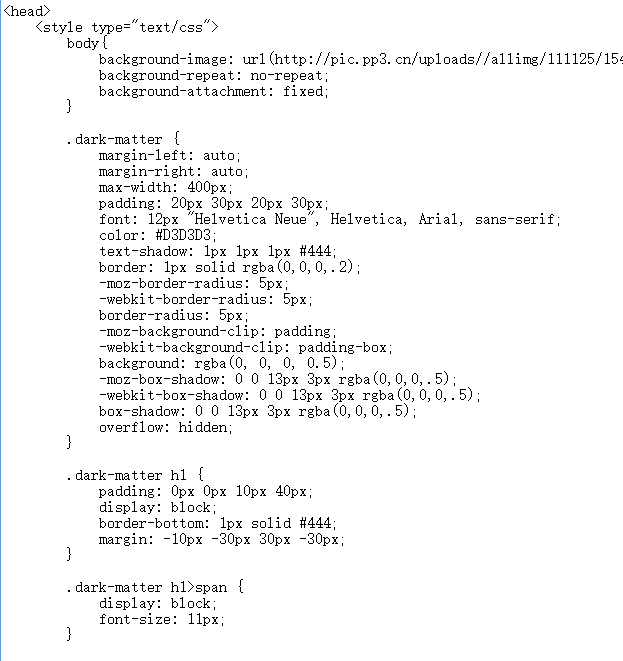 <head>
<style type="text/css">
body{
background-image: url(http://pic.pp3.cn/uploads//allimg/111125/154
background-repeat: no-repeat;
background-attachment: fixed;
}
.dark-matter {
margin-left: auto;
margin-right: auto;
max-width: 400px;
padding: 20px 30px 20px 30px;
font: 12px "Helvetica Neue", Helvetica, Arial, sans-serif;
color: #D3D3D3;
text-shadow: 1px 1px 1px #444;
border: 1px solid rgba(0,0,0,.2);
-moz-border-radius: 5px;
-webkit-border-radius: 5px;
border-radius: 5px;
-moz-background-clip: padding;
-webkit-background-clip: padding-box;
background: rgba(0, 0, 0, 0.5);
-moz-box-shadow: 0 0 13px 3px rgba(0,0,0,.5);
-webkit-box-shadow: 0 0 13px 3px rgba(0,0,0,.5);
box-shadow: 0 0 13px 3px rgba(0,0,0,.5);
overflow: hidden;
}
.dark-matter h1 {
padding: 0px 0px 10px 40px;
display: block;
border-bottom: 1px solid #444;
margin: -10px -30px 30px -30px;
}
.dark-matter h1>span {
display: block;
font-size: 11px;
}